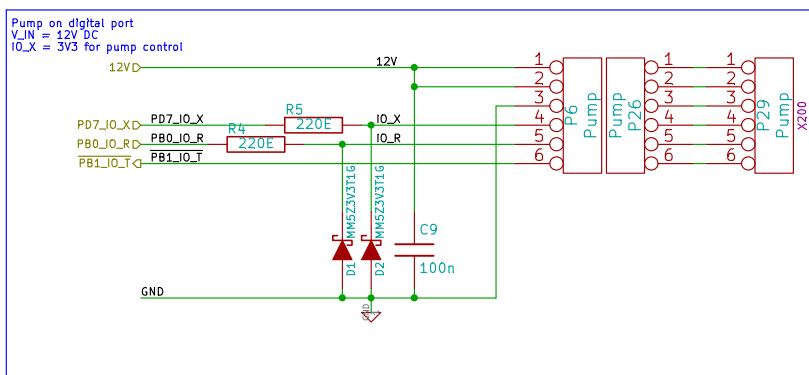 Pump on digital port
V_IN = 12V DC
IO_X = 3V3 for pump control
12V
12V
PD7_IO_X
PD7_IO_X
R5
220E
IO_X
PB0_IO_R
PB0_IO_R
R4
220E
IO_R
PB1_IO_T
PB1_IO_T
1
2
3
4
5
6
P6
Pump
Pump
P26
1
2
3
4
5
6
1
2
3
4
5
6
P29
Pump
X200
MM5Z3V3T1G
D1
MM5Z3V3T1G
D2
C9
100n
GND
GND